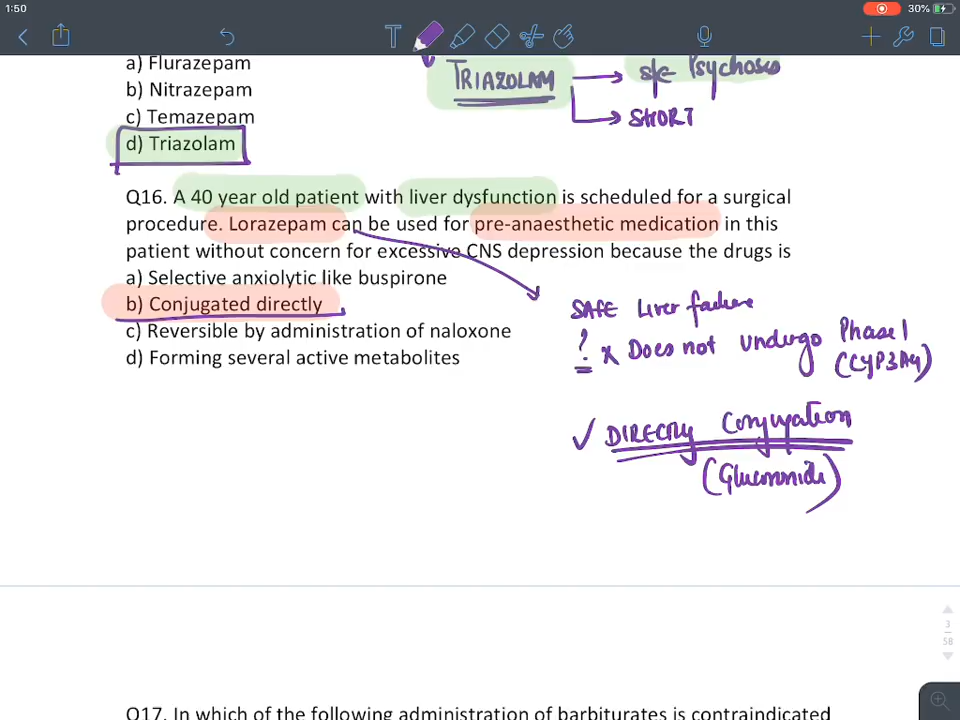 1:50
30%
T
a) Flurazepam
b) Nitrazepam
c) Temazepam
d) Triazolam
TRIAZOLAM
s/e Psychosis
SHORT
Q16. A 40 year old patient with liver dysfunction is scheduled for a surgical
procedure. Lorazepam can be used for pre-anaesthetic medication in this
patient without concern for excessive CNS depression because the drugs is
a) Selective anxiolytic like buspirone
b) Conjugated directly
c) Reversible by administration of naloxone
d) Forming several active metabolites
SAFE Liver failure
? x Does not undergo Phase 1
(CYP3A4)
✓ DIRECTLY Conjugation
(Glucoronide)
3
58
Q17. In which of the following administration of barbiturates is contraindicated